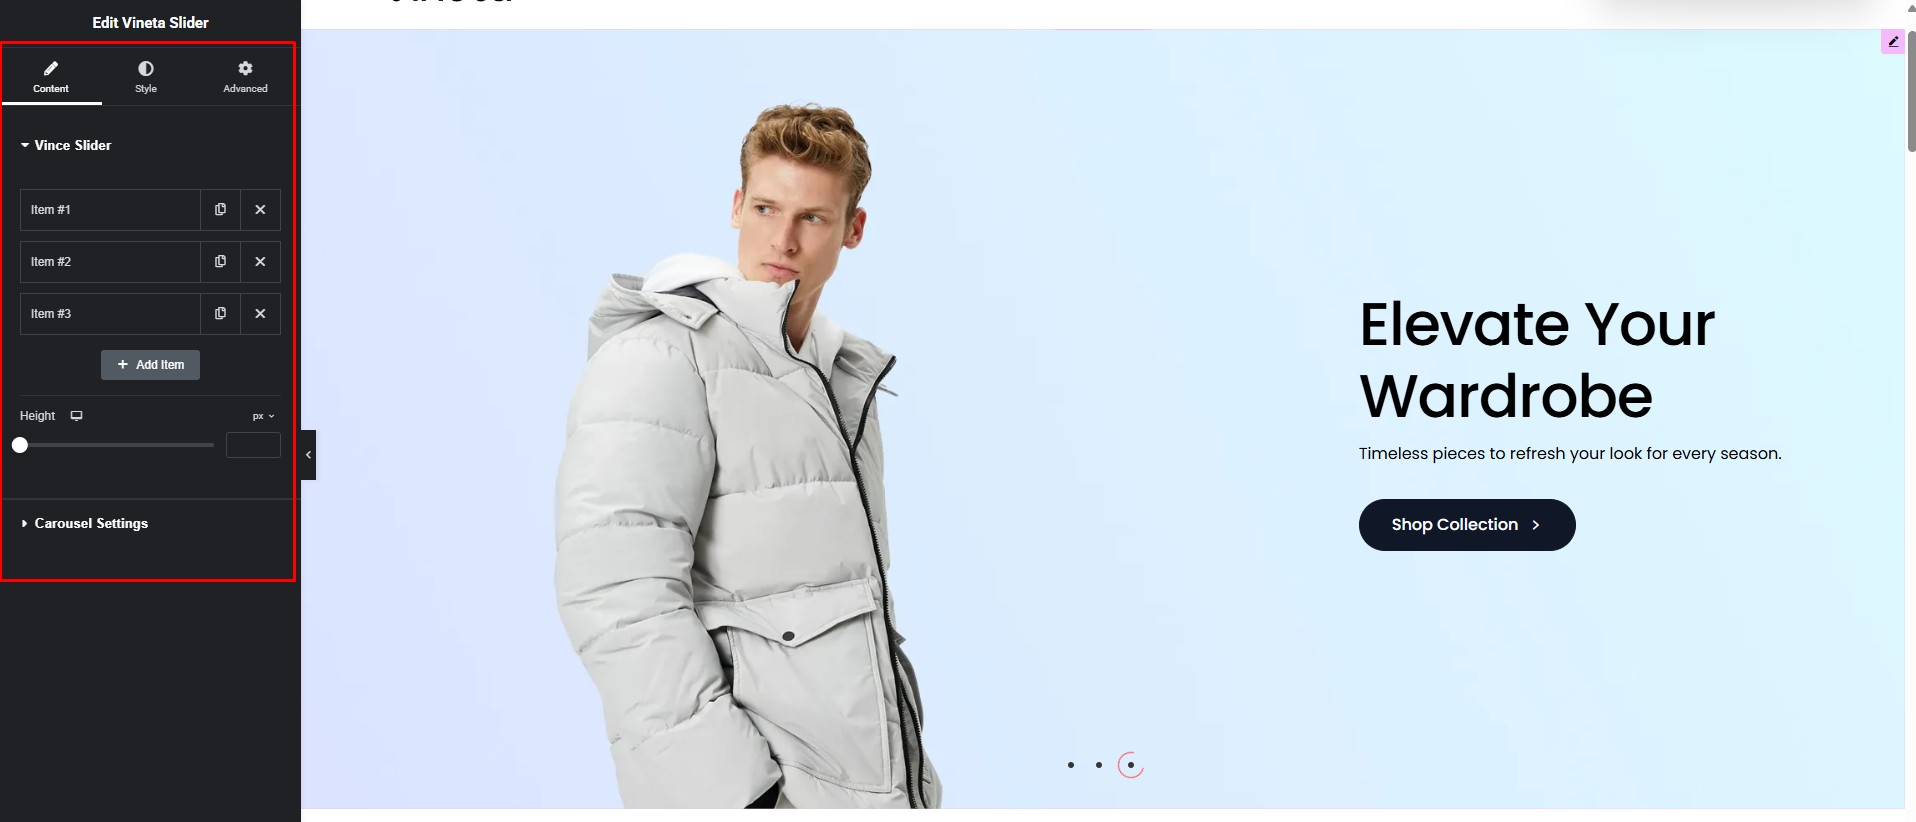 Edit Vineta Slider
Content
Style
Advanced
Vince Slider
Item #1
Item #2
Item #3
+ Add Item
Height
px
Carousel Settings
Elevate Your
Wardrobe
Timeless pieces to refresh your look for every season.
Shop Collection